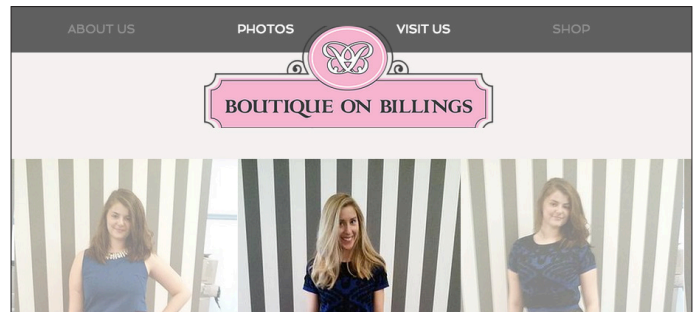 ABOUT US PHOTOS VISIT US SHOP
BOUTIQUE ON BILLINGS